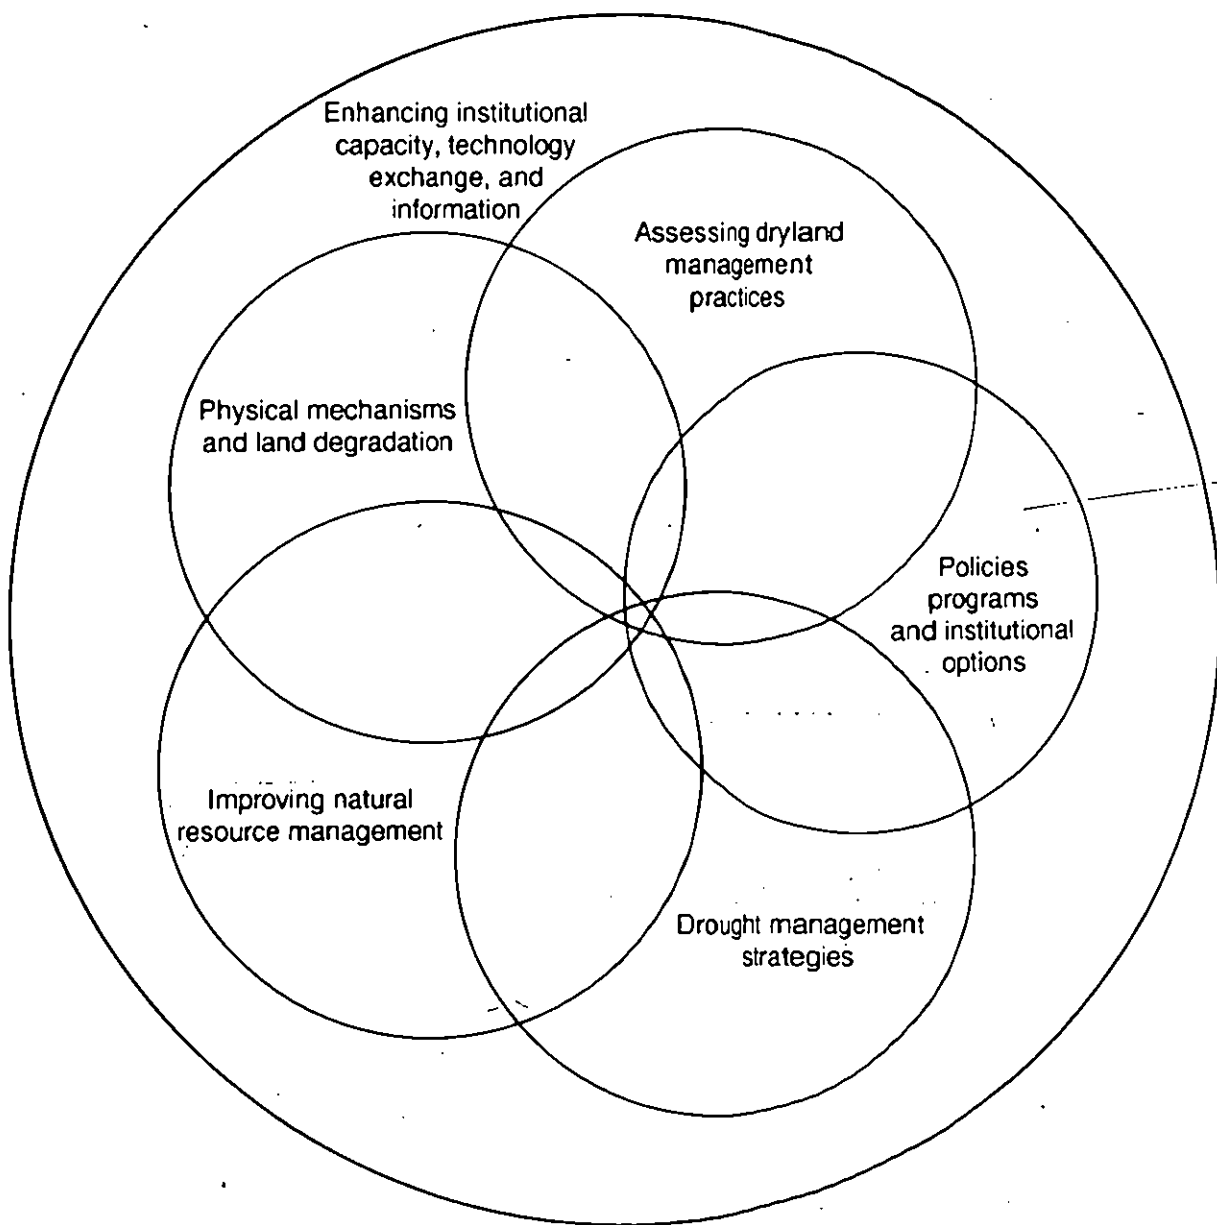 Enhancing institutional
capacity, technology
exchange, and
information
Assessing dryland
management
practices
Physical mechanisms
and land degradation
Policies
programs
and institutional
options
Improving natural
resource management
Drought management
strategies